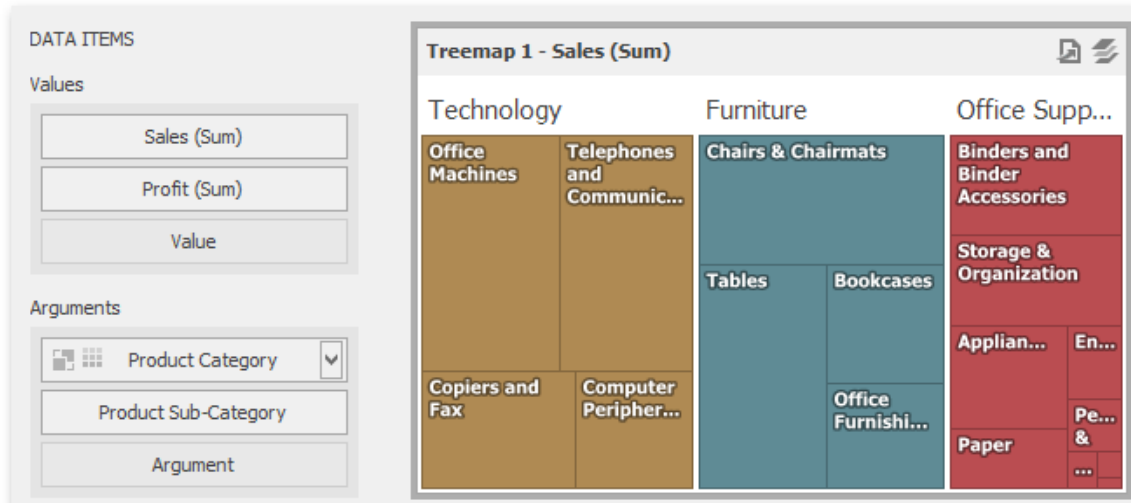 DATA ITEMS
Values
Sales (Sum)
Profit (Sum)
Value
Arguments
Product Category
Product Sub-Category
Argument
Treemap 1 - Sales (Sum)
Technology
Office
Machines
Telephones
and
Communic...
Copiers and
Fax
Computer
Peripher...
Furniture
Chairs & Chairmats
Tables
Bookcases
Office
Furnishi...
Office Supp...
Binders and
Binder
Accessories
Storage &
Organization
Applian...
En...
Pe...
&
Paper
...